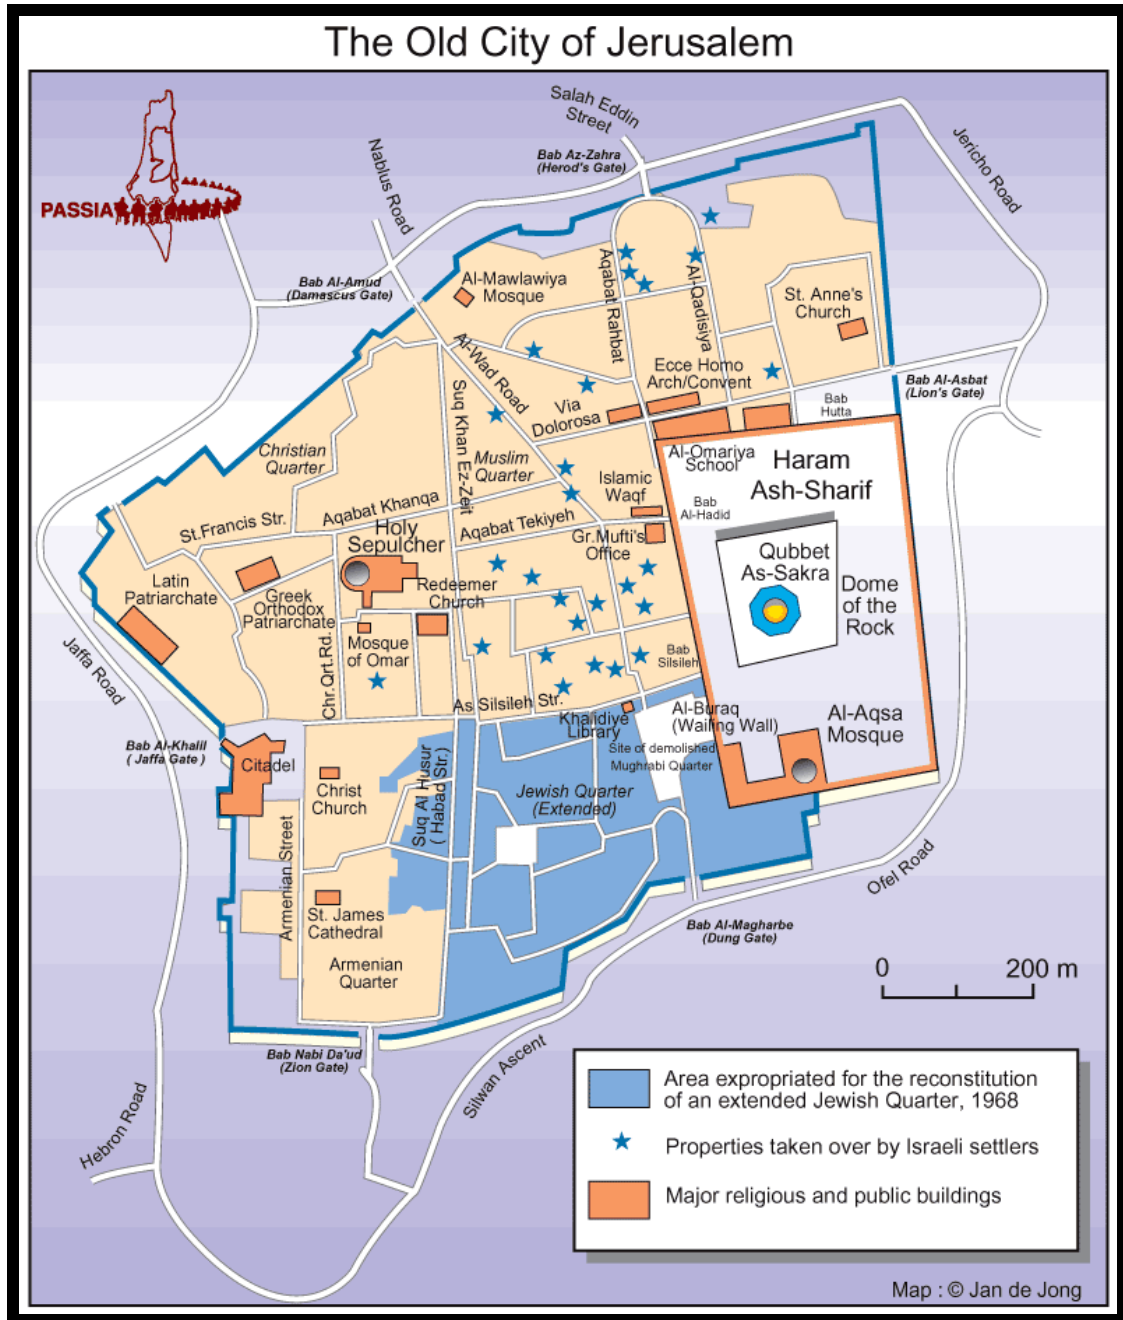 The Old City of Jerusalem
PASSIA
Salah Eddin
Street
Nablus Road
Bab Az-Zahra
(Herod's Gate)
Jericho Road
Bab Al-Amud
(Damascus Gate)
Al-Mawlawiya
Mosque
Aqabat Rahbat
Al-Qadisiya
St. Anne's
Church
Al-Wad Road
Ecce Homo
Arch/Convent
Bab Al-Asbat
(Lion's Gate)
Suq Khan Ez-Zeit
Via
Dolorosa
Bab
Hutta
Christian
Quarter
Muslim
Quarter
Al-Omariya
School
Haram
Ash-Sharif
Islamic
Waqf
Bab
Al-Hadid
St.Francis Str.
Aqabat Khanqa
Aqabat Tekiyeh
Holy
Sepulcher
Gr.Mufti's
Office
Qubbet
As-Sakra
Latin
Patriarchate
Greek
Orthodox
Patriarchate
Redeemer
Church
Dome
of the
Rock
Mosque
of Omar
Chr.Qrt.Rd.
Bab
Silsileh
Jaffa Road
As Silsileh Str.
Khalidiye
Library
Al-Buraq
(Wailing Wall)
Al-Aqsa
Mosque
Bab Al-Khalil
( Jaffa Gate )
Citadel
Site of demolished
Mughrabi Quarter
Christ
Church
Suq Al Husur
( Habad Str.)
Jewish Quarter
(Extended)
Armenian Street
Ofel Road
St. James
Cathedral
Bab Al-Magharbe
(Dung Gate)
Armenian
Quarter
0 200 m
Bab Nabi Da'ud
(Zion Gate)
Silwan Ascent
Hebron Road
Area expropriated for the reconstitution
of an extended Jewish Quarter, 1968
Properties taken over by Israeli settlers
Major religious and public buildings
Map : © Jan de Jong